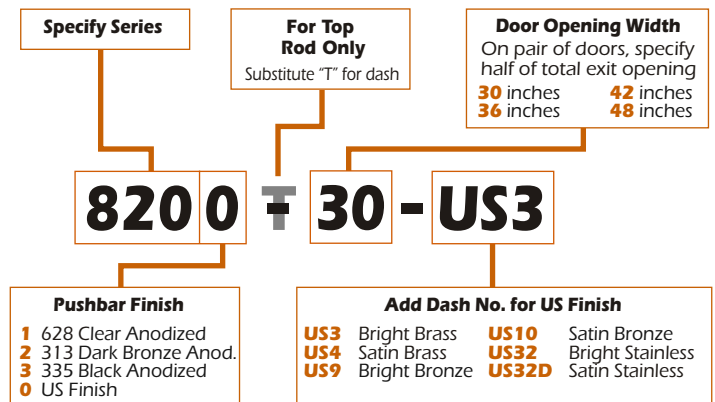 Specify Series
For Top
Rod Only
Substitute "T" for dash
Door Opening Width
On pair of doors, specify
half of total exit opening
30 inches 42 inches
36 inches 48 inches
8200 T - 30 - US3
Pushbar Finish
1 628 Clear Anodized
2 313 Dark Bronze Anod.
3 335 Black Anodized
0 US Finish
Add Dash No. for US Finish
US3 Bright Brass US10 Satin Bronze
US4 Satin Brass US32 Bright Stainless
US9 Bright Bronze US32D Satin Stainless